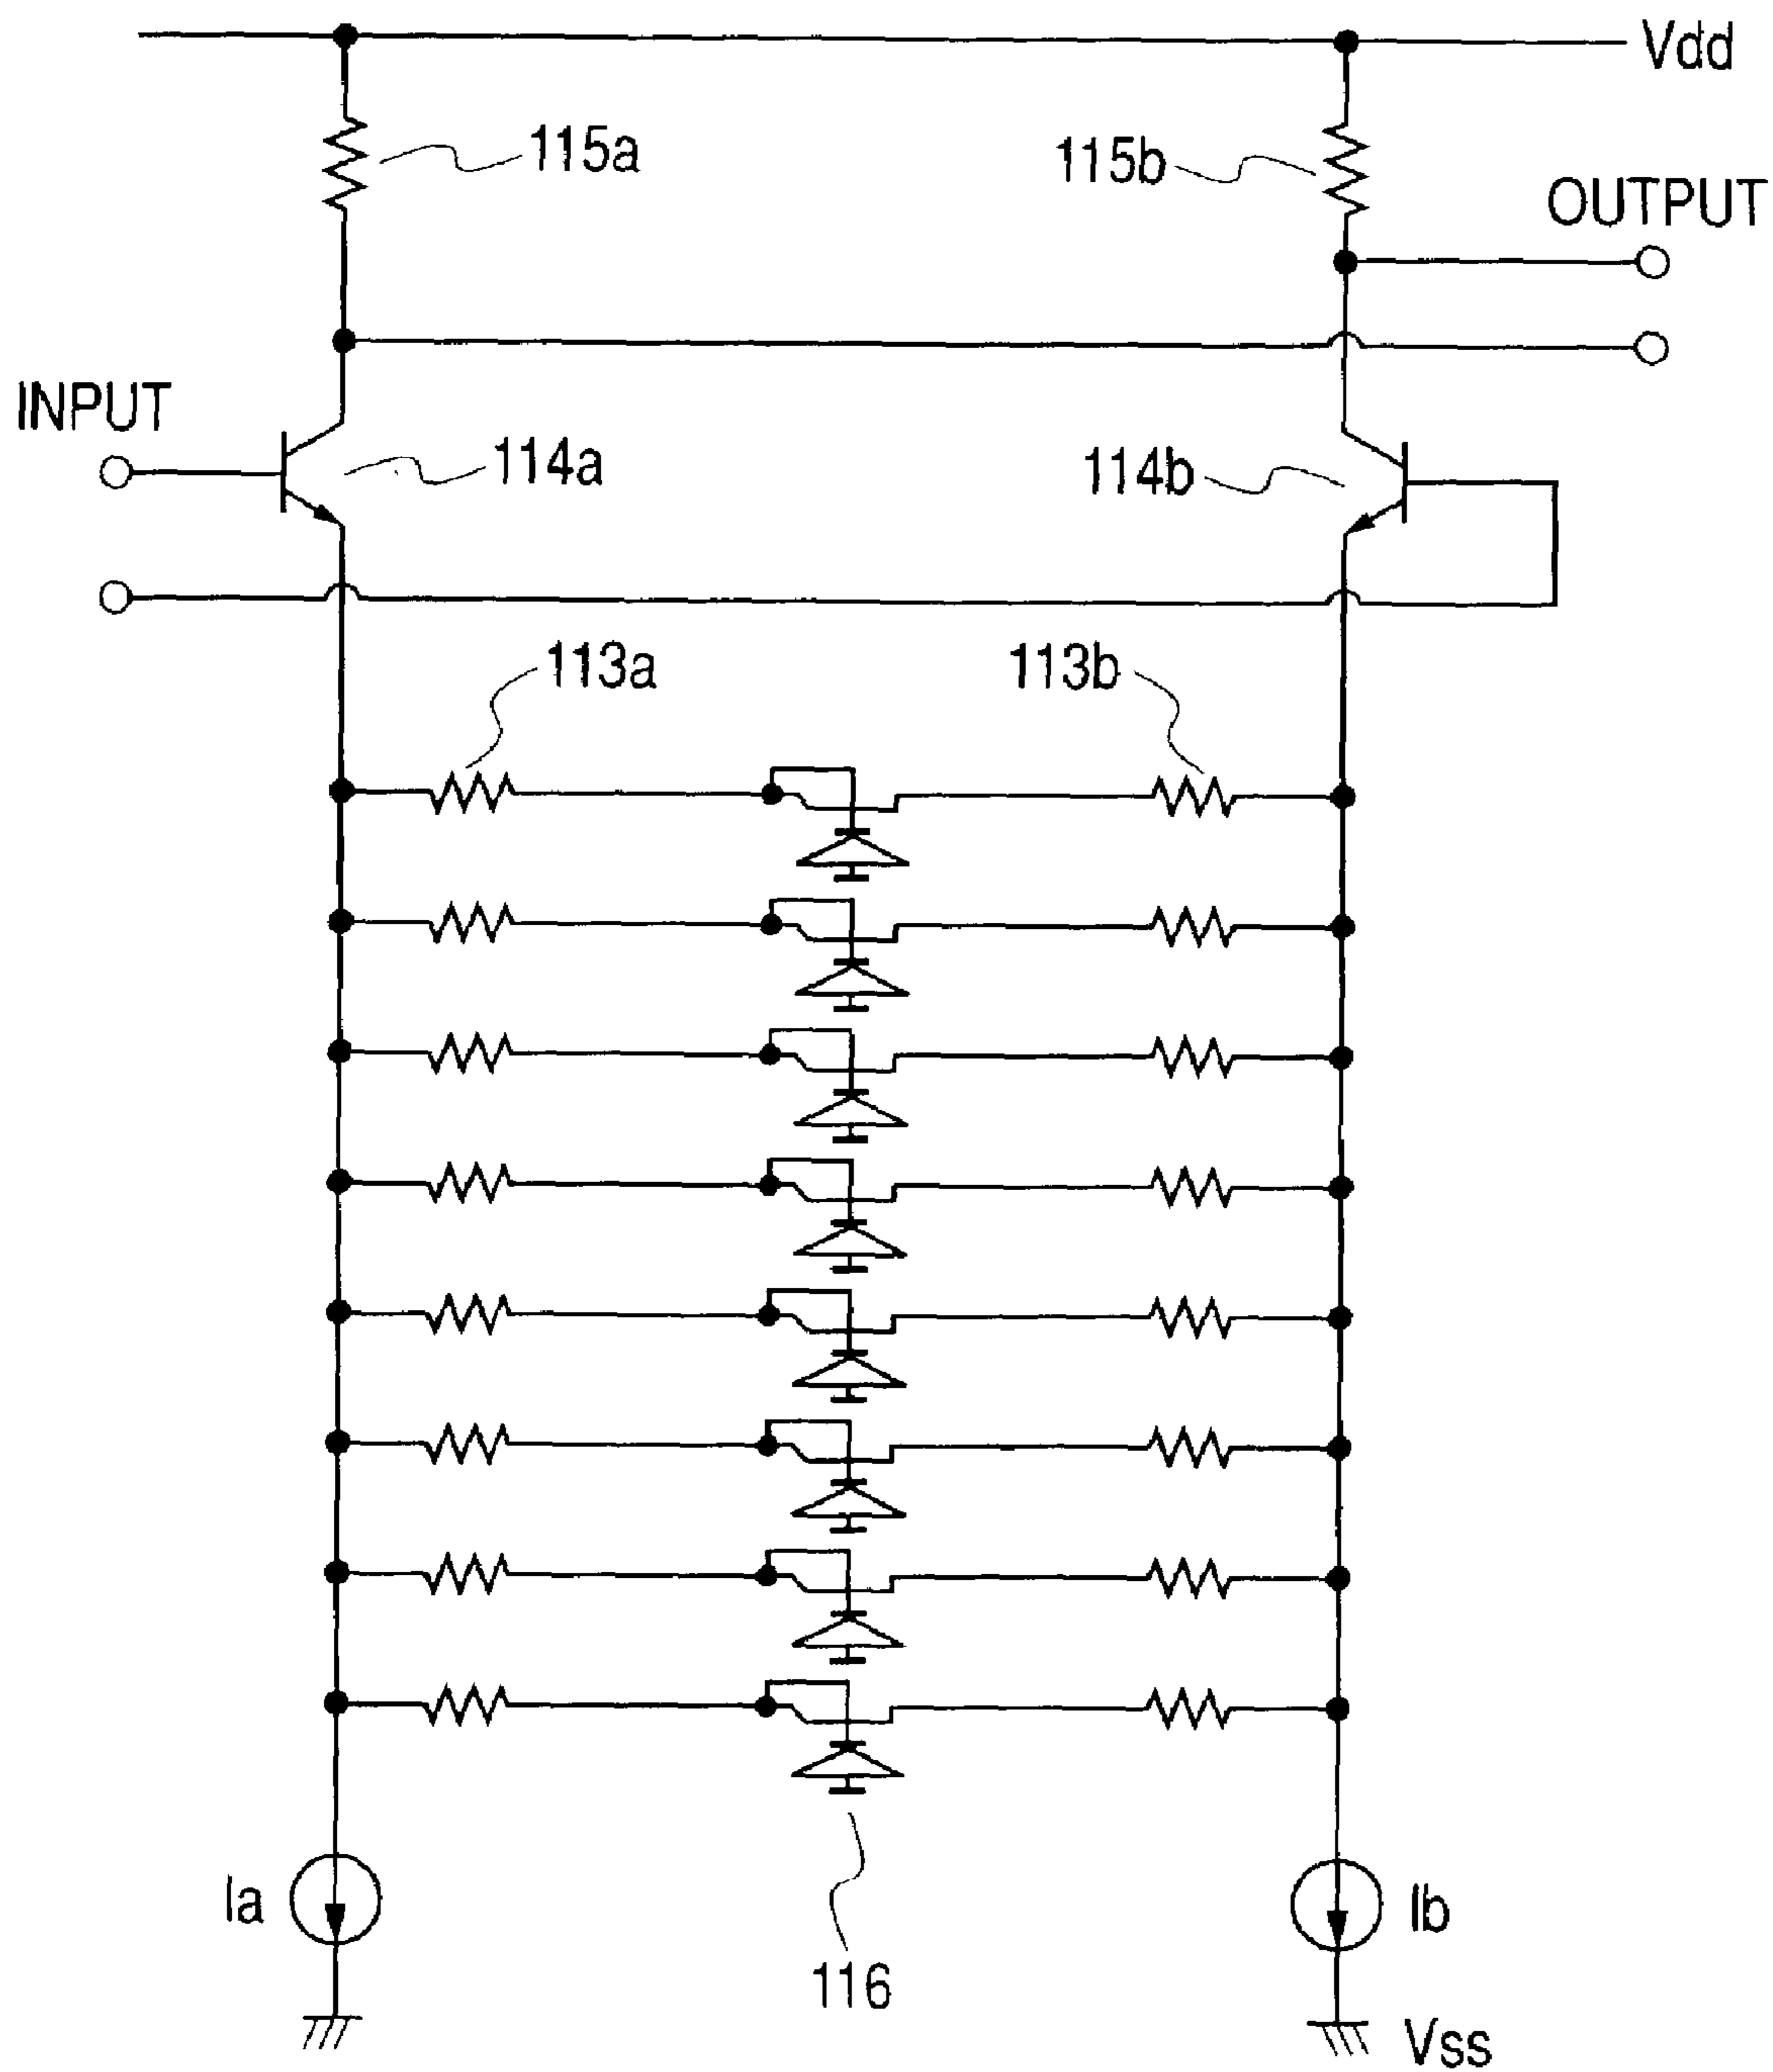 Vdd
115a
115b
OUTPUT
INPUT
114a
114b
113a
113b
Ia
Ib
116
Vss